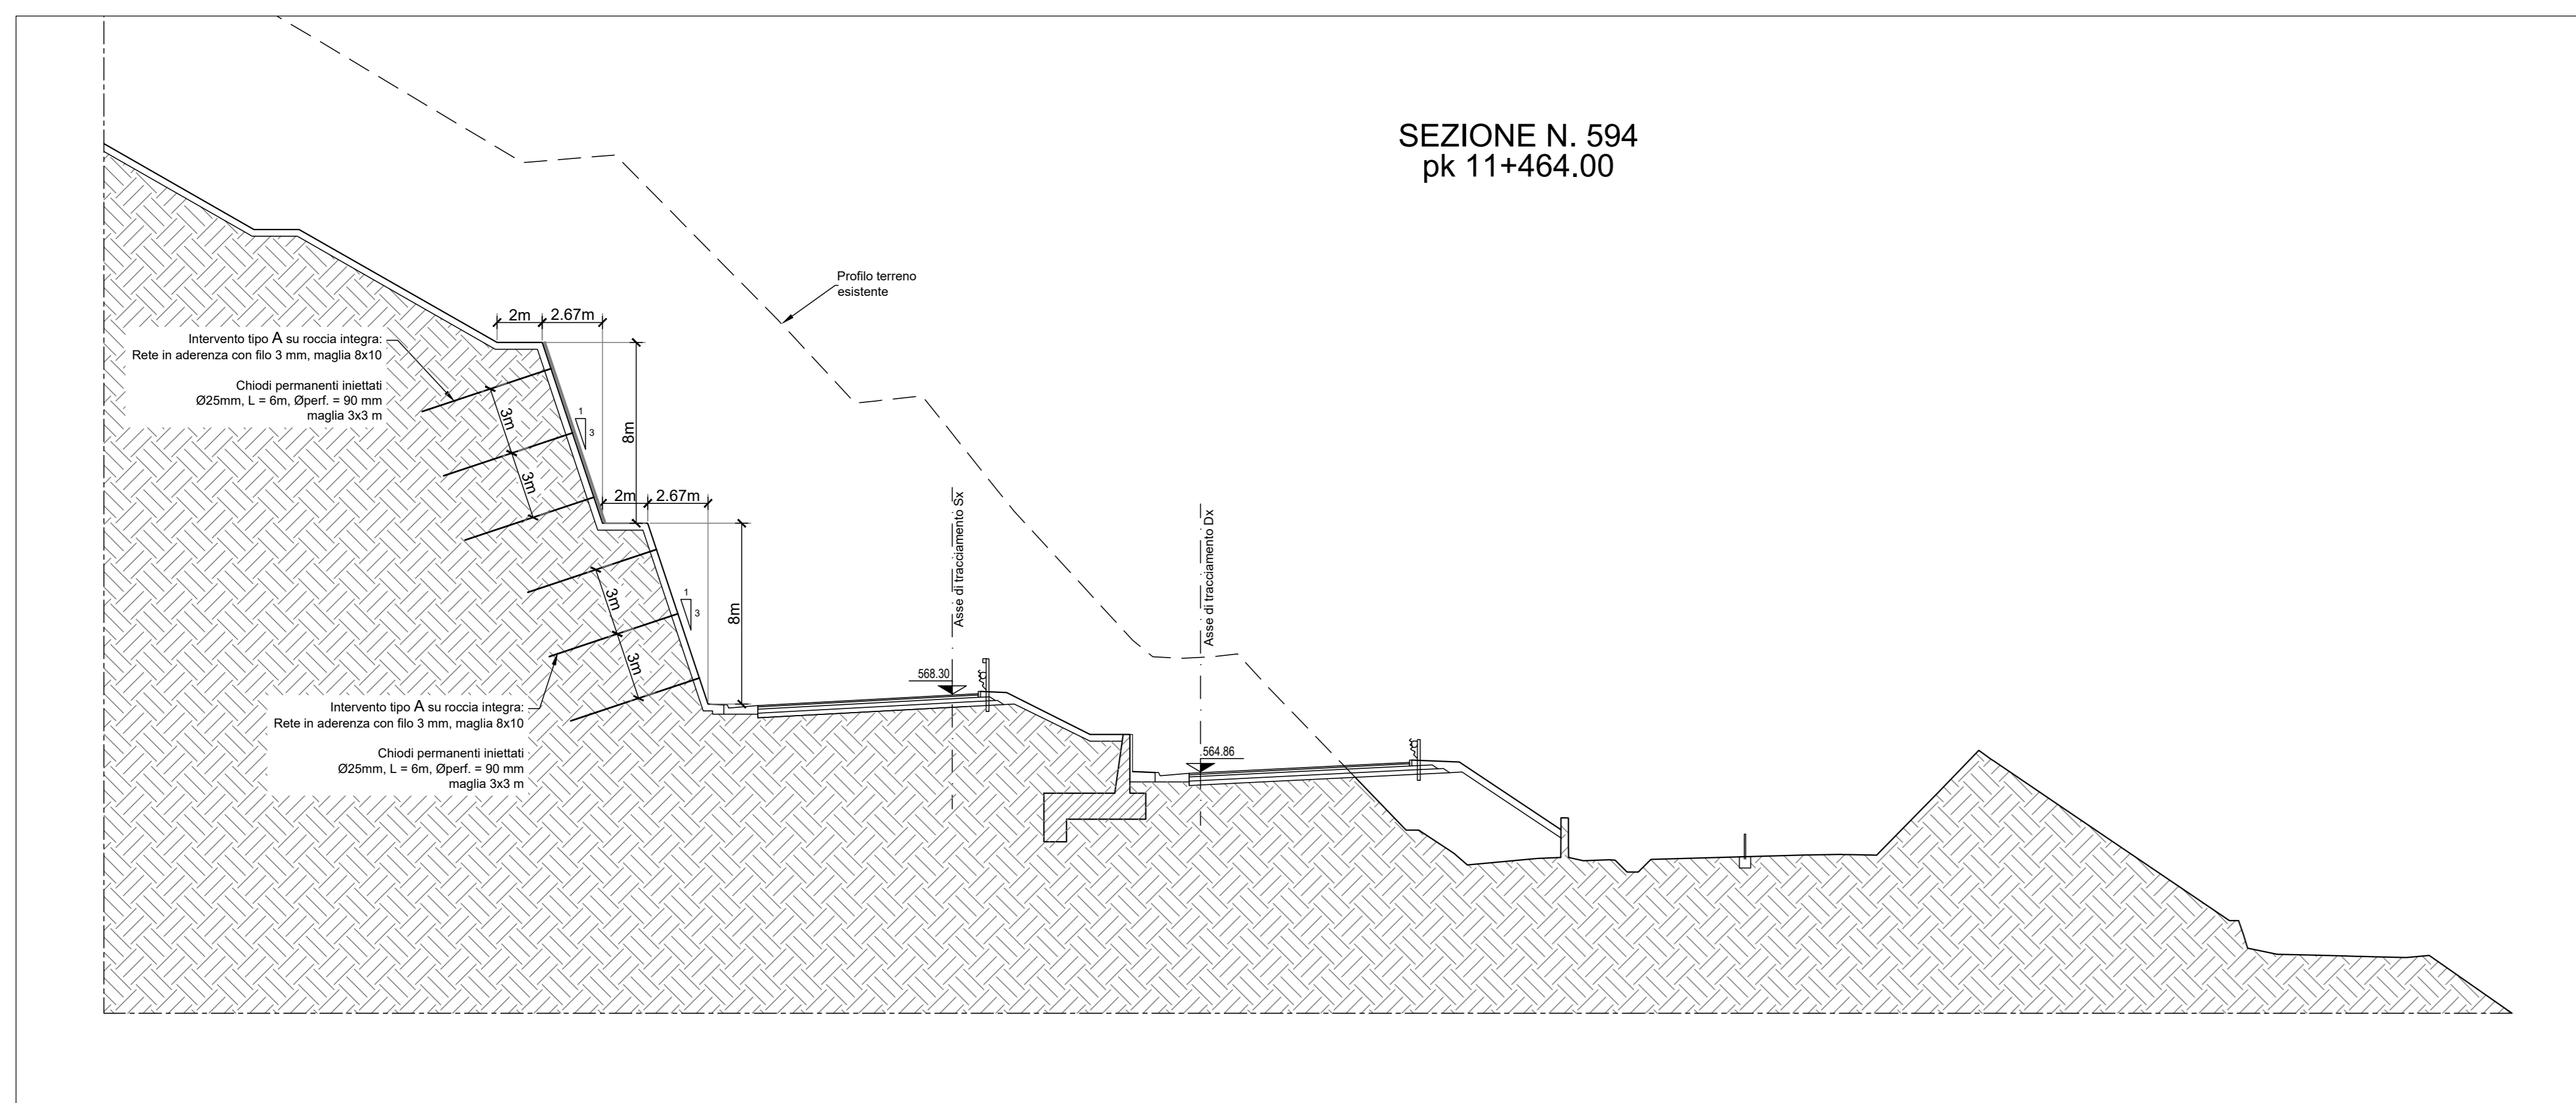 SEZIONE N. 594
pk 11+464.00
Profilo terreno
esistente
2m
2.67m
Intervento tipo A su roccia integra:
Rete in aderenza con filo 3 mm, maglia 8x10
Chiodi permanenti iniettati
Ø25mm, L = 6m, Øperf. = 90 mm
maglia 3x3 m
3m
3m
1
3
8m
2m
2.67m
3m
3m
1
3
8m
Asse di tracciamento Sx
Asse di tracciamento Dx
568.30
564.86
Intervento tipo A su roccia integra:
Rete in aderenza con filo 3 mm, maglia 8x10
Chiodi permanenti iniettati
Ø25mm, L = 6m, Øperf. = 90 mm
maglia 3x3 m